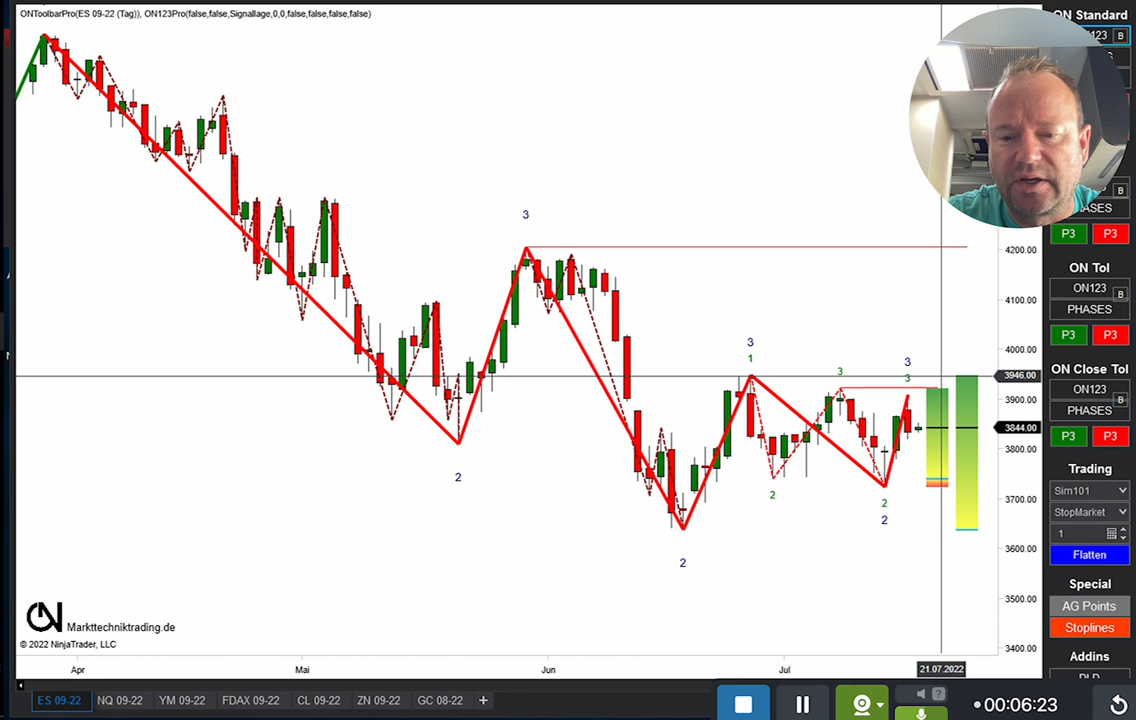 ONToolbarPro(ES 09-22 (Tag)), ON123Pro(false,false,Signallage,0,0,false,false,false,false)
ON Standard
123 B
B
ASES
P3 P3
ON Tol
ON123 B
PHASES
P3 P3
ON Close Tol
ON123 B
PHASES
P3 P3
Trading
Sim101
StopMarket
1
Flatten
Special
AG Points
Stoplines
Addins
3
3
1
3
3
3
2
2
2
2
2
4200.00
4100.00
4000.00
3946.00
3900.00
3844.00
3800.00
3700.00
3600.00
3500.00
3400.00
ON Markttechniktrading.de
© 2022 NinjaTrader, LLC
Apr Mai Jun Jul 21.07.2022
ES 09-22 NQ 09-22 YM 09-22 FDAX 09-22 CL 09-22 ZN 09-22 GC 08-22 +
00:06:23